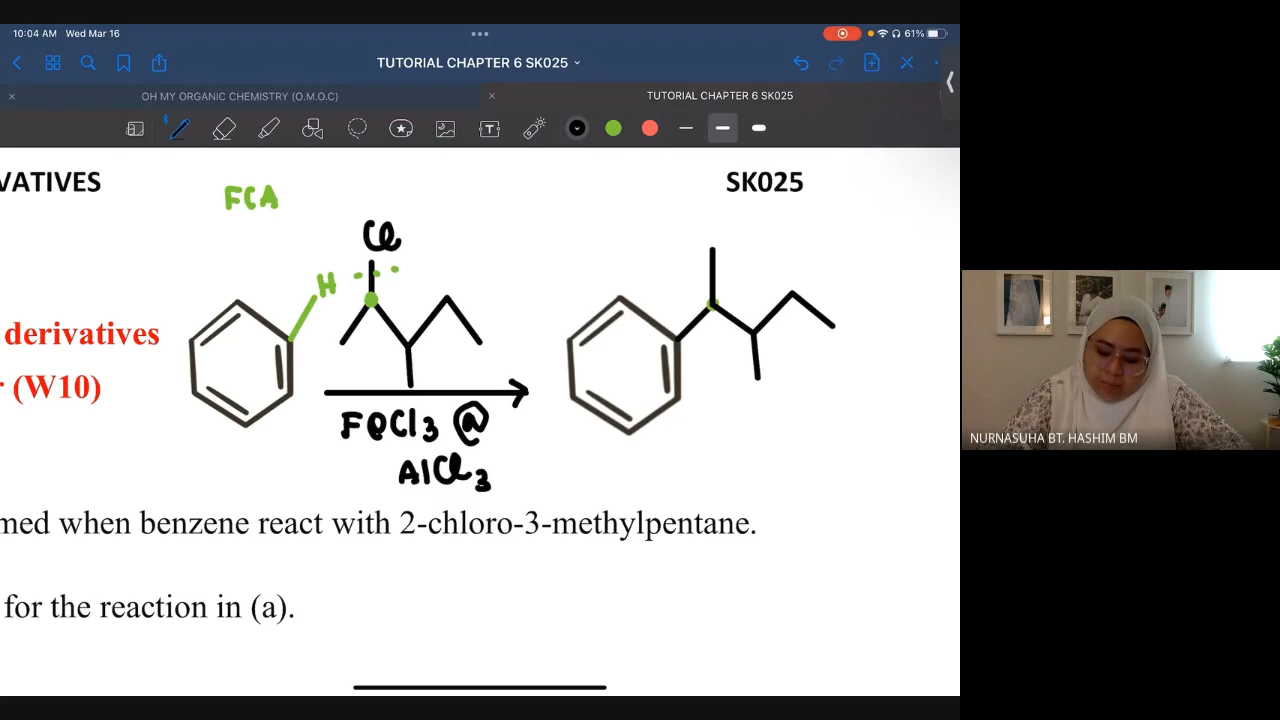 10:04 AM Wed Mar 16
61%
TUTORIAL CHAPTER 6 SK025
OH MY ORGANIC CHEMISTRY (O.M.O.C)
TUTORIAL CHAPTER 6 SK025
VATIVES
SK025
FCA
Cl
H
derivatives
r (W10)
FeCl3 @
AlCl3
med when benzene react with 2-chloro-3-methylpentane.
for the reaction in (a).
NURNASUHA BT. HASHIM BM